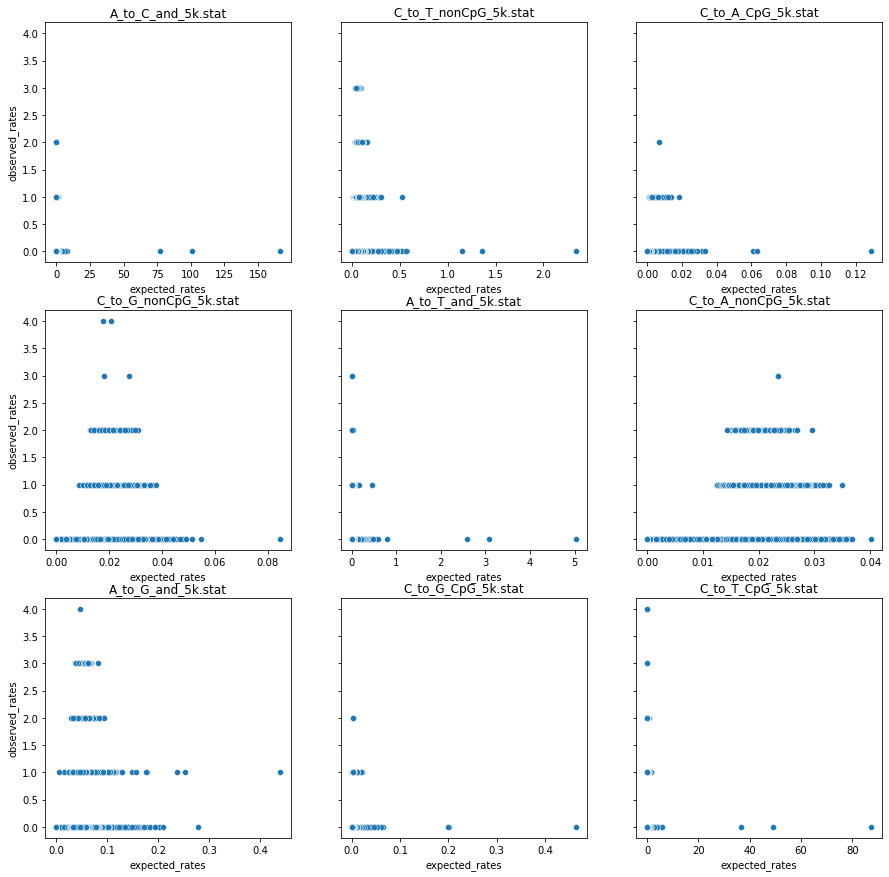 A_to_C_and_5k.stat
C_to_T_nonCpG_5k.stat
C_to_A_CpG_5k.stat
observed_rates
4.0
3.5
3.0
2.5
2.0
1.5
1.0
0.5
0.0
0 25 50 75 100 125 150
0.0 0.5 1.0 1.5 2.0
0.00 0.02 0.04 0.06 0.08 0.10 0.12
expected_rates
expected_rates
expected_rates
C_to_G_nonCpG_5k.stat
A_to_T_and_5k.stat
C_to_A_nonCpG_5k.stat
observed_rates
4.0
3.5
3.0
2.5
2.0
1.5
1.0
0.5
0.0
0.00 0.02 0.04 0.06 0.08
0 1 2 3 4 5
0.00 0.01 0.02 0.03 0.04
expected_rates
expected_rates
expected_rates
A_to_G_and_5k.stat
C_to_G_CpG_5k.stat
C_to_T_CpG_5k.stat
observed_rates
4.0
3.5
3.0
2.5
2.0
1.5
1.0
0.5
0.0
0.0 0.2 0.4
0.0 0.1 0.2 0.3 0.4
0 20 40 60 80
expected_rates
expected_rates
expected_rates